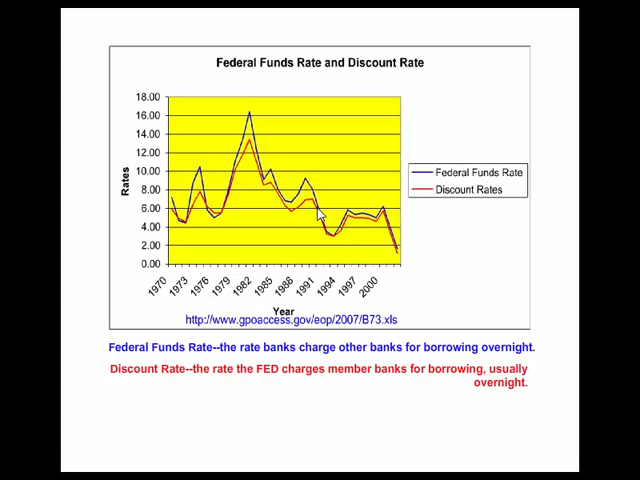 Federal Funds Rate and Discount Rate
18.00
16.00
14.00
12.00
10.00
8.00
6.00
4.00
2.00
0.00
Rates
1970
1973
1976
1979
1982
1985
1986
1991
1994
1997
2000
Year
Federal Funds Rate
Discount Rates
http://www.gpoaccess.gov/eop/2007/B73.xls
Federal Funds Rate--the rate banks charge other banks for borrowing overnight.
Discount Rate--the rate the FED charges member banks for borrowing, usually
overnight.